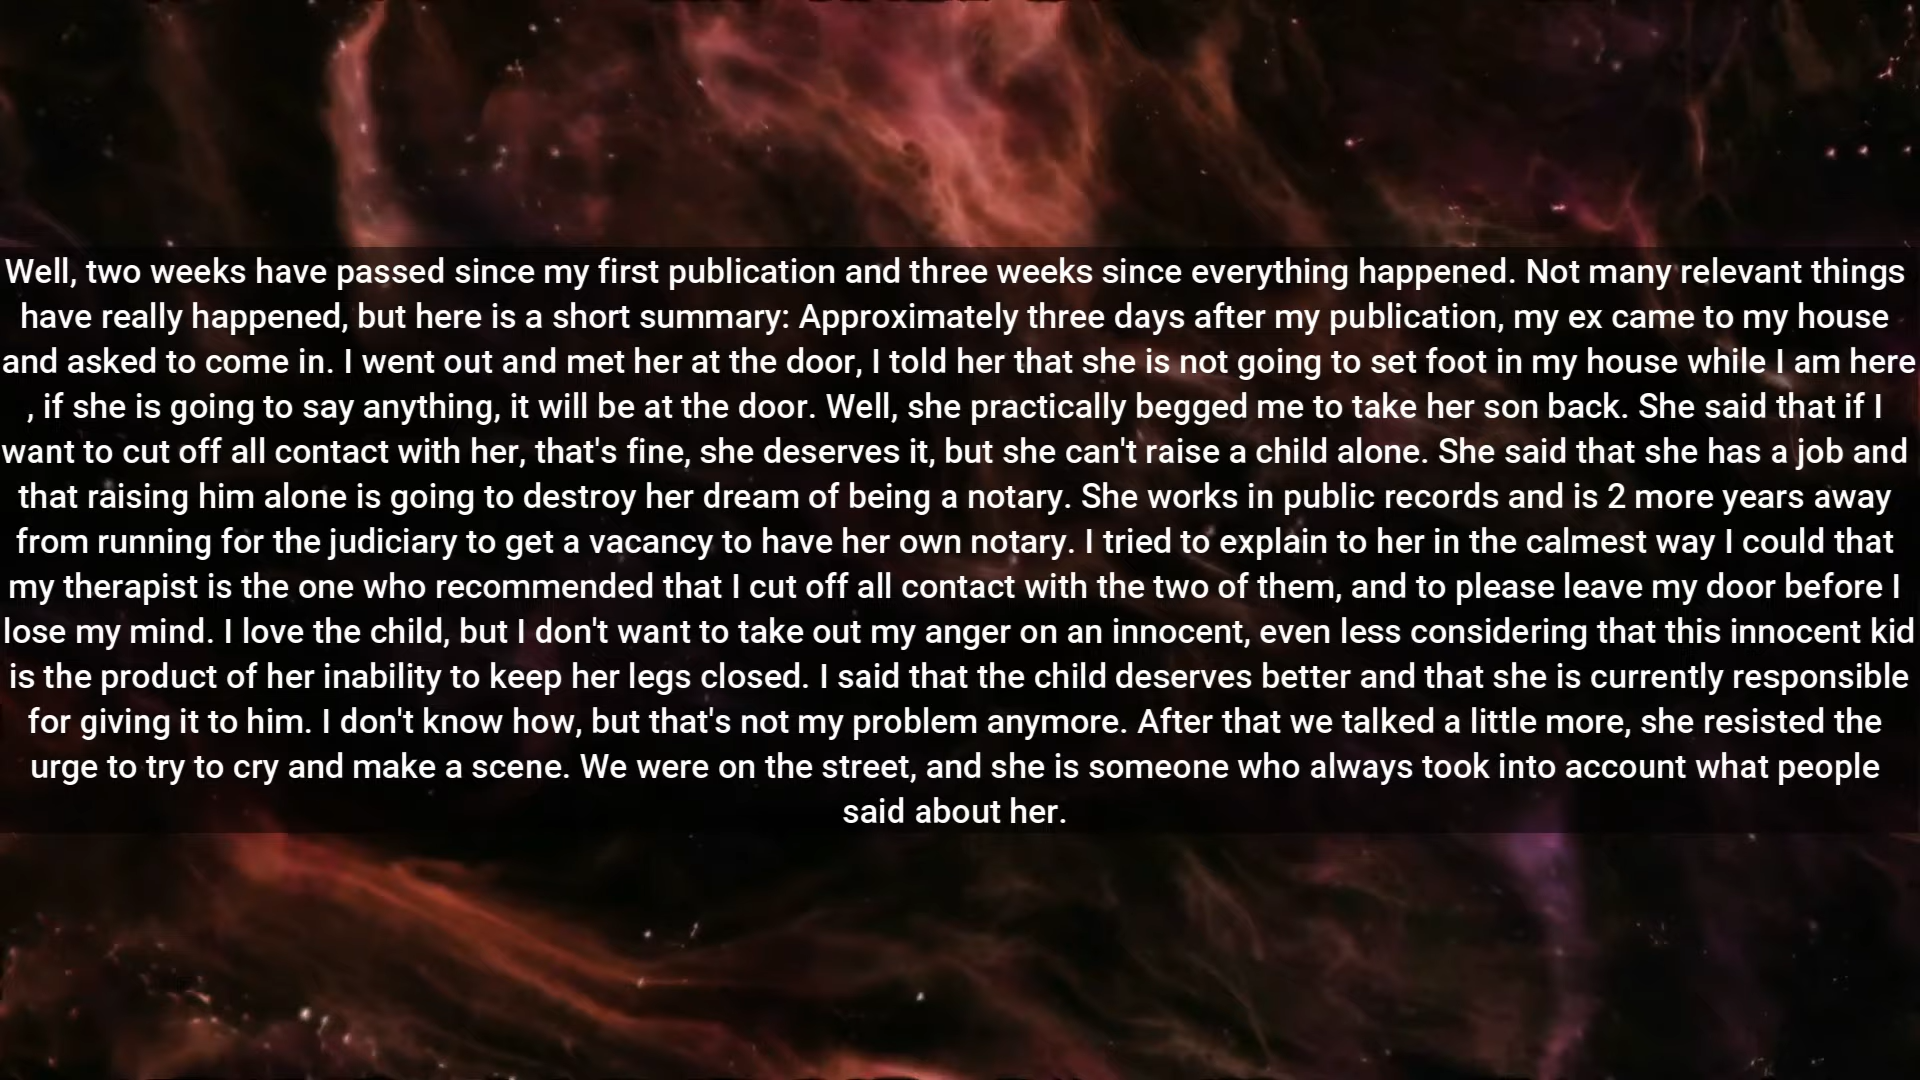 Well, two weeks have passed since my first publication and three weeks since everything happened. Not many relevant things
have really happened, but here is a short summary: Approximately three days after my publication, my ex came to my house
and asked to come in. I went out and met her at the door, I told her that she is not going to set foot in my house while I am here
, if she is going to say anything, it will be at the door. Well, she practically begged me to take her son back. She said that if I
want to cut off all contact with her, that's fine, she deserves it, but she can't raise a child alone. She said that she has a job and
that raising him alone is going to destroy her dream of being a notary. She works in public records and is 2 more years away
from running for the judiciary to get a vacancy to have her own notary. I tried to explain to her in the calmest way I could that
my therapist is the one who recommended that I cut off all contact with the two of them, and to please leave my door before I
lose my mind. I love the child, but I don't want to take out my anger on an innocent, even less considering that this innocent kid
is the product of her inability to keep her legs closed. I said that the child deserves better and that she is currently responsible
for giving it to him. I don't know how, but that's not my problem anymore. After that we talked a little more, she resisted the
urge to try to cry and make a scene. We were on the street, and she is someone who always took into account what people
said about her.